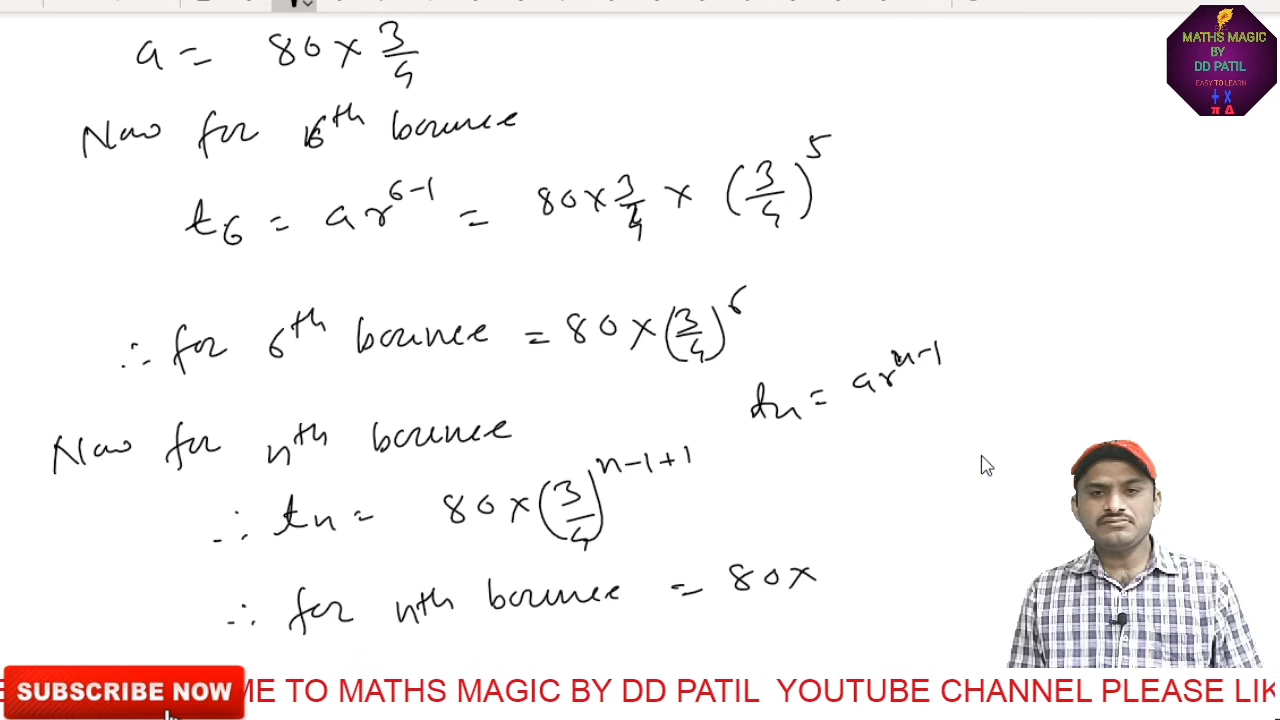 a = 80 × 3/4
MATHS MAGIC
BY
DD PATIL
EASY TO LEARN
+ X
π Δ
Now for 6th bounce
t6 = ar^6-1 = 80 × 3/4 × (3/4)^5
∴ for 6th bounce = 80 × (3/4)^6
tn = ar^n-1
Now for nth bounce
∴ tn = 80 × (3/4)^n-1+1
∴ for nth bounce = 80 ×
SUBSCRIBE NOW
ME TO MATHS MAGIC BY DD PATIL YOUTUBE CHANNEL PLEASE LIK